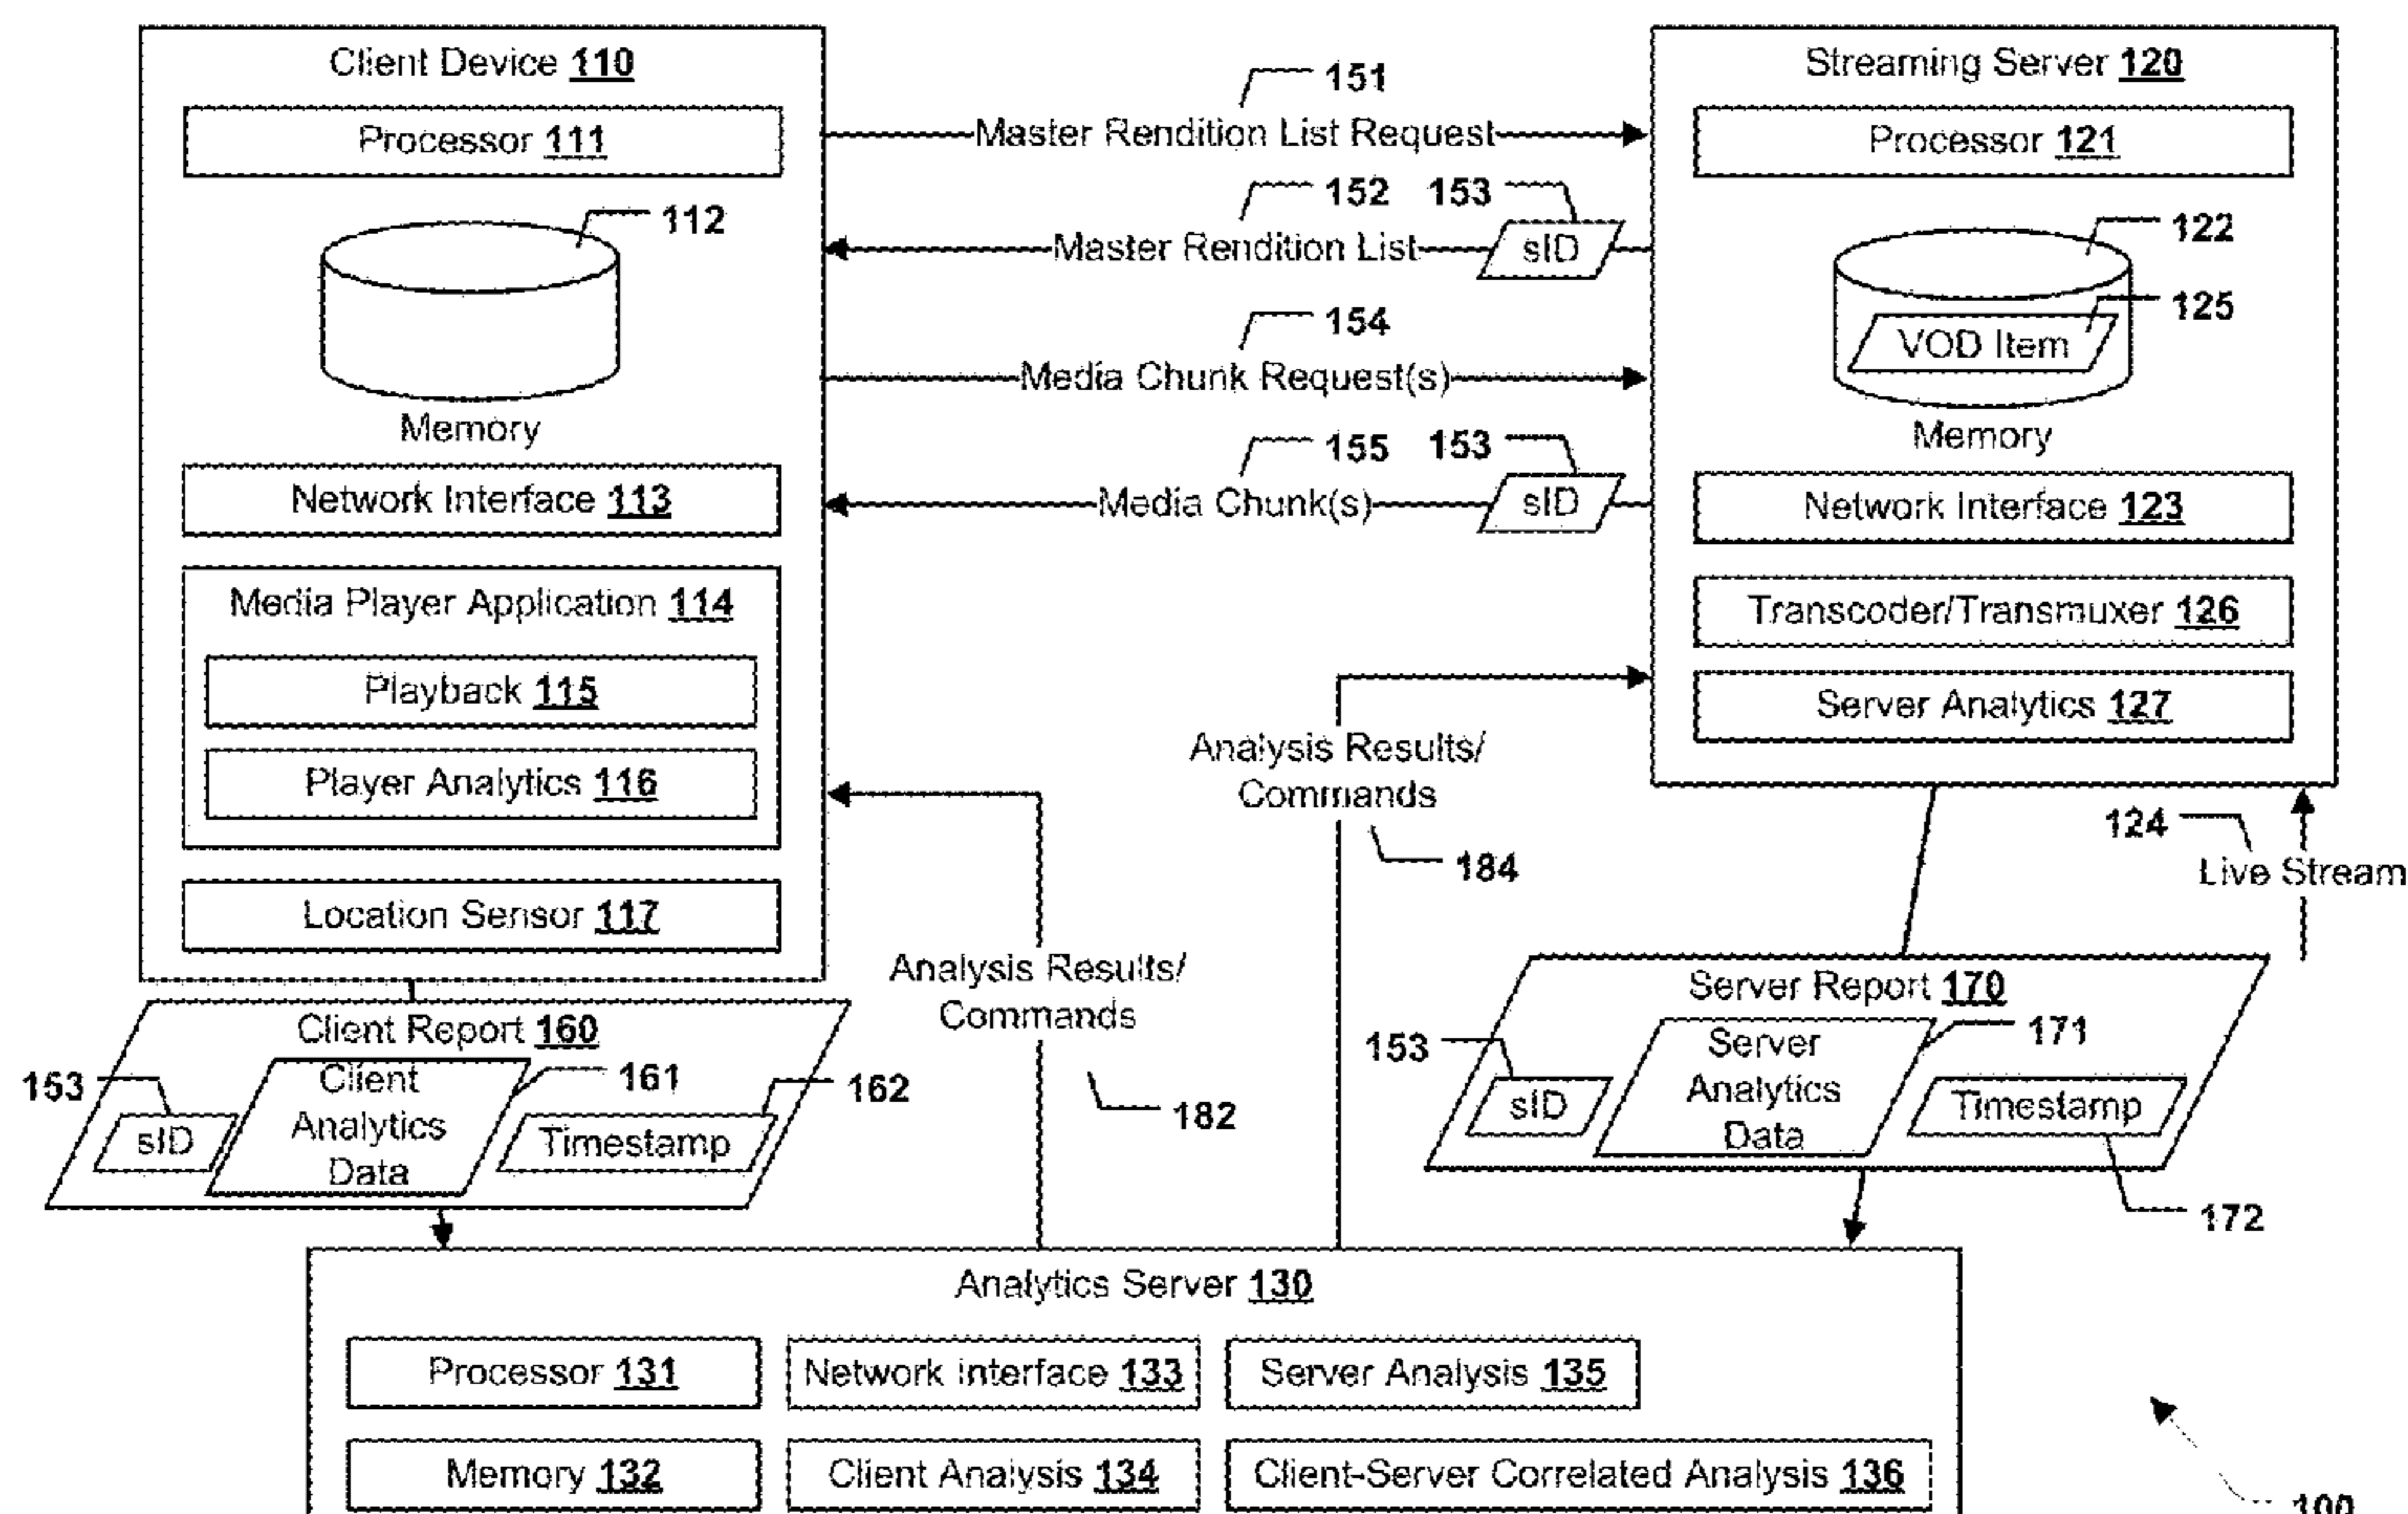 Client Device 110
Processor 111
112
Memory
Network Interface 113
Media Player Application 114
Playback 115
Player Analytics 116
Location Sensor 117
151
Master Rendition List Request
152
153
Master Rendition List
sID
154
Media Chunk Request(s)
155
153
Media Chunk(s)
sID
Streaming Server 120
Processor 121
122
125
VOD Item
Memory
Network Interface 123
Transcoder/Transmuxer 126
Server Analytics 127
Analysis Results/
Commands
184
124
Live Stream
Analysis Results/
Commands
182
Client Report 160
153
sID
Client
Analytics
Data
161
Timestamp
162
Server Report 170
153
sID
Server
Analytics
Data
171
Timestamp
172
Analytics Server 130
Processor 131
Network Interface 133
Server Analysis 135
Memory 132
Client Analysis 134
Client-Server Correlated Analysis 136
100